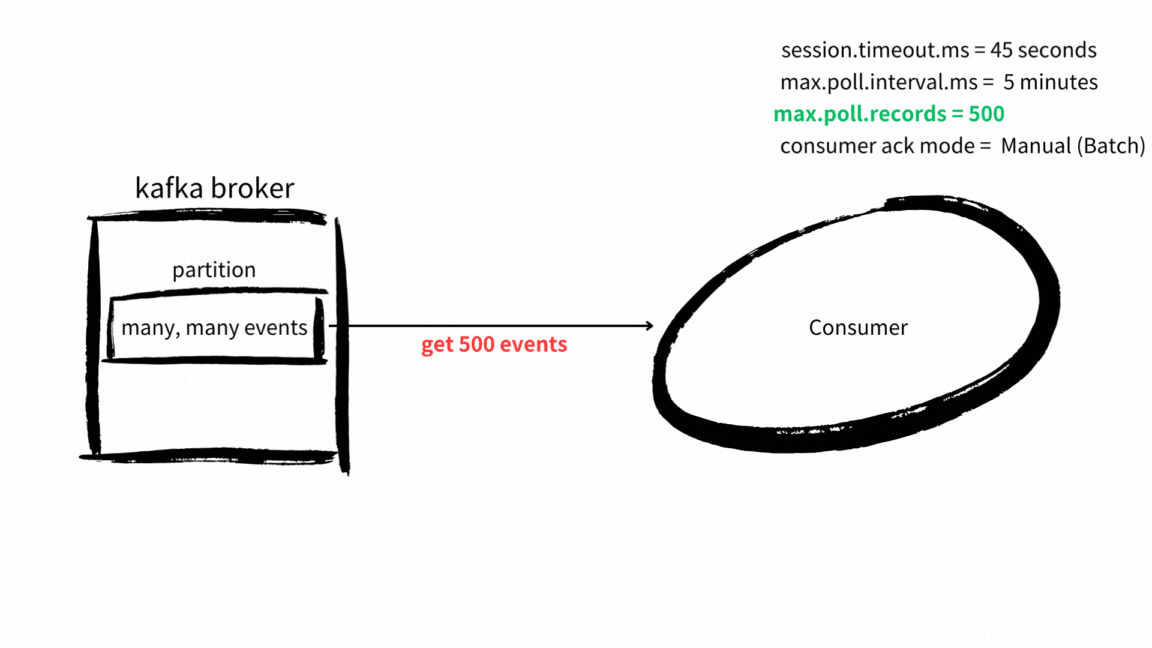 session.timeout.ms = 45 seconds
max.poll.interval.ms = 5 minutes
max.poll.records = 500
consumer ack mode = Manual (Batch)
kafka broker
partition
many, many events
get 500 events
Consumer